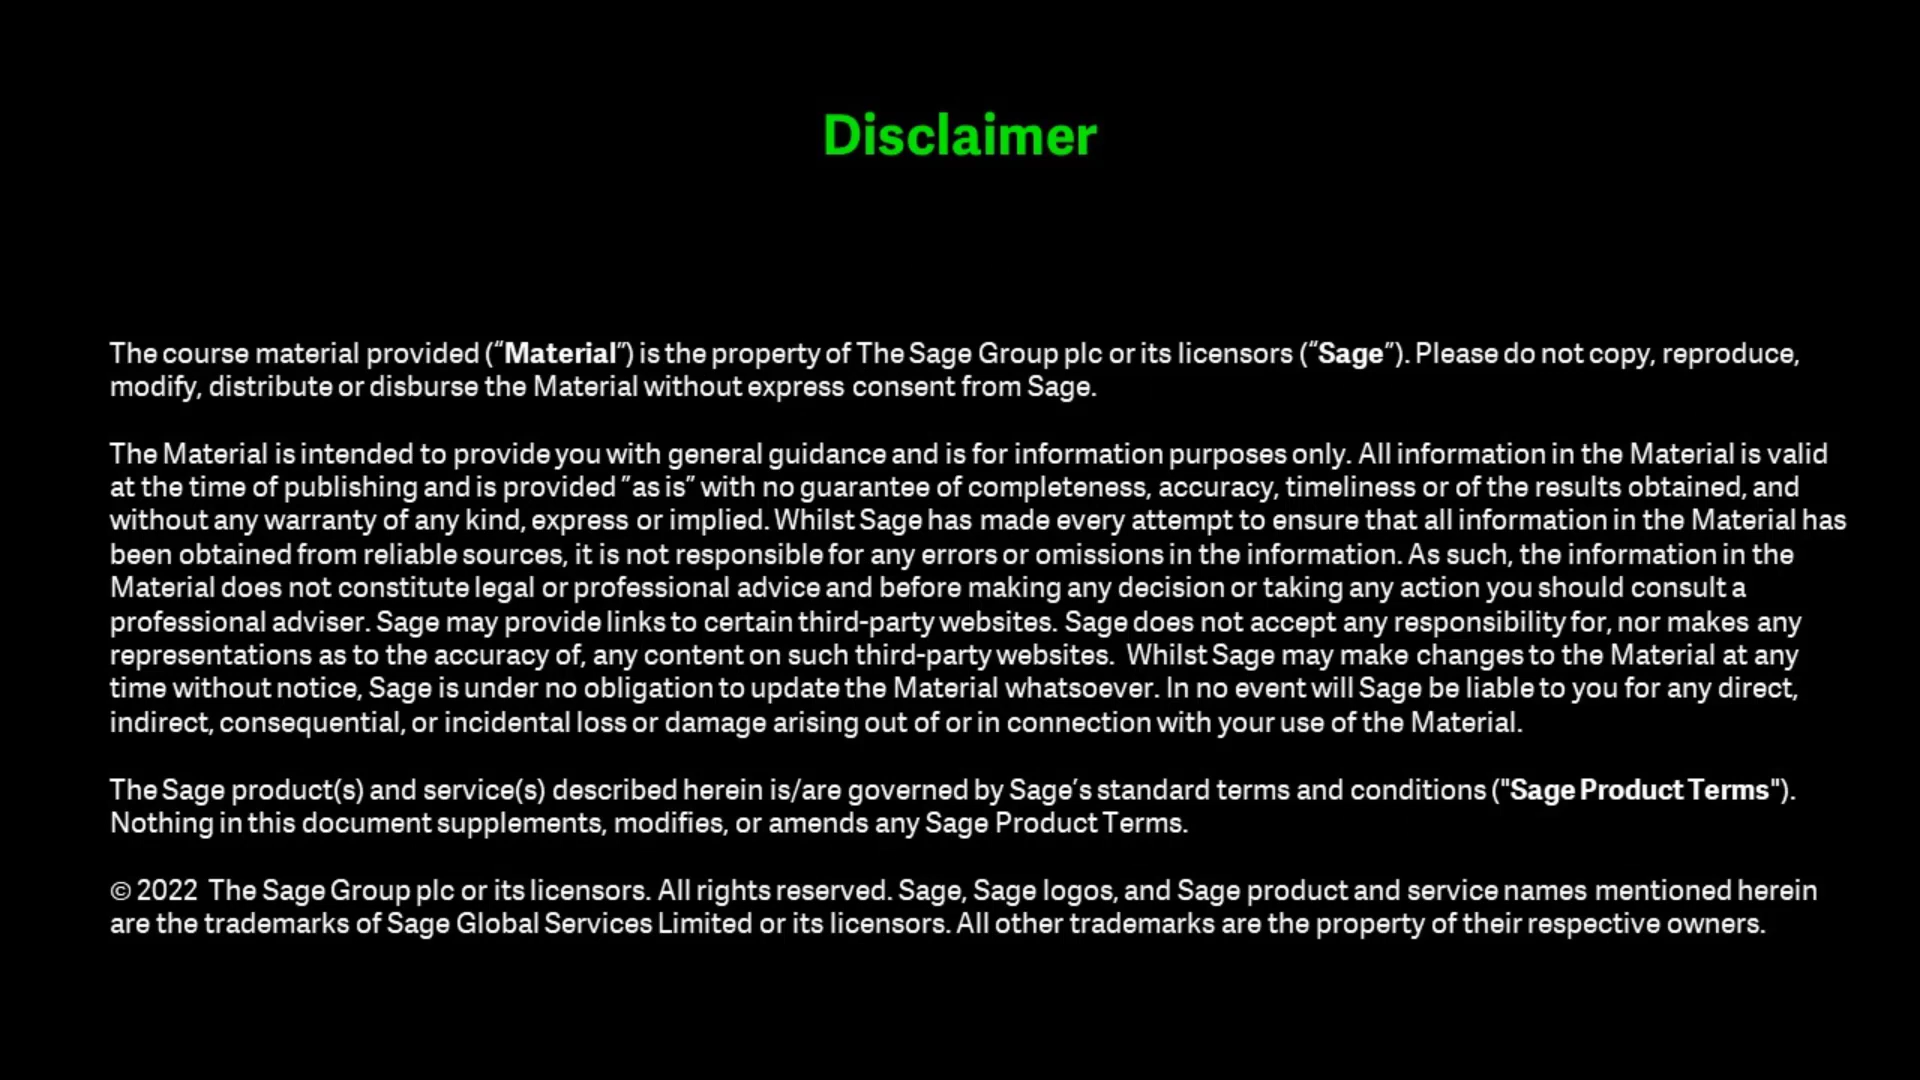 Disclaimer
The course material provided (“Material”) is the property of The Sage Group plc or its licensors (“Sage”). Please do not copy, reproduce,
modify, distribute or disburse the Material without express consent from Sage.
The Material is intended to provide you with general guidance and is for information purposes only. All information in the Material is valid
at the time of publishing and is provided ”as is” with no guarantee of completeness, accuracy, timeliness or of the results obtained, and
without any warranty of any kind, express or implied. Whilst Sage has made every attempt to ensure that all information in the Material has
been obtained from reliable sources, it is not responsible for any errors or omissions in the information. As such, the information in the
Material does not constitute legal or professional advice and before making any decision or taking any action you should consult a
professional adviser. Sage may provide links to certain third-party websites. Sage does not accept any responsibility for, nor makes any
representations as to the accuracy of, any content on such third-party websites. Whilst Sage may make changes to the Material at any
time without notice, Sage is under no obligation to update the Material whatsoever. In no event will Sage be liable to you for any direct,
indirect, consequential, or incidental loss or damage arising out of or in connection with your use of the Material.
The Sage product(s) and service(s) described herein is/are governed by Sage’s standard terms and conditions ("Sage Product Terms").
Nothing in this document supplements, modifies, or amends any Sage Product Terms.
© 2022 The Sage Group plc or its licensors. All rights reserved. Sage, Sage logos, and Sage product and service names mentioned herein
are the trademarks of Sage Global Services Limited or its licensors. All other trademarks are the property of their respective owners.